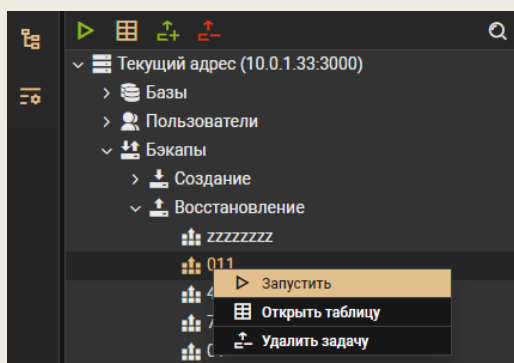 Текущий адрес (10.0.1.33:3000)
Базы
Пользователи
Бэкапы
Создание
Восстановление
zzzzzzzz
011
Запустить
Открыть таблицу
Удалить задачу